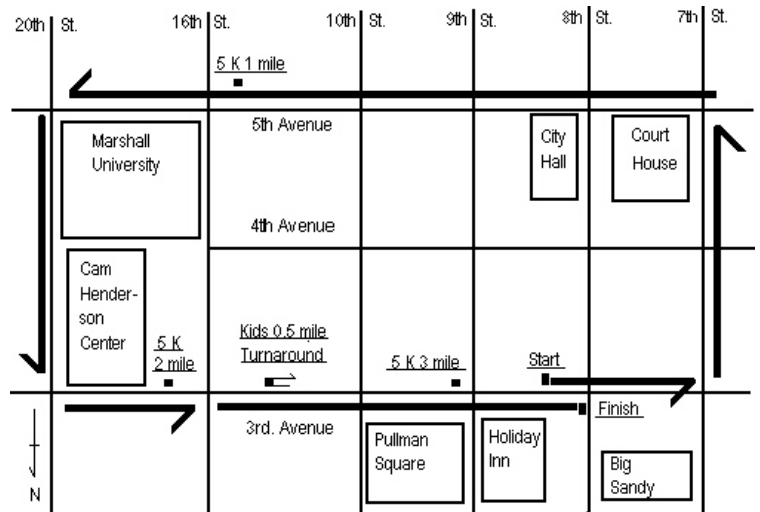 20th St. 16th St. 10th St. 9th St. 8th St. 7th St.
5 K 1 mile
5th Avenue
Marshall
University
City
Hall
Court
House
4th Avenue
Cam
Hender-
son
Center
5 K
2 mile
Kids 0.5 mile
Turnaround
5 K 3 mile
Start
Finish
3rd. Avenue
Pullman
Square
Holiday
Inn
Big
Sandy
N